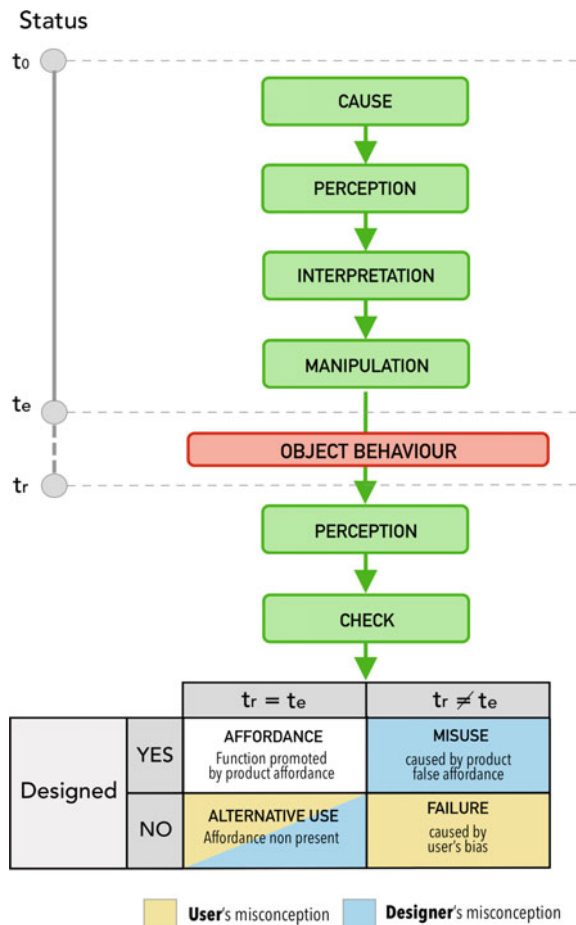 Status
t0
CAUSE
PERCEPTION
INTERPRETATION
MANIPULATION
te
OBJECT BEHAVIOUR
tr
PERCEPTION
CHECK
tr = te
tr ≠ te
Designed
YES
AFFORDANCE
Function promoted
by product affordance
MISUSE
caused by product
false affordance
NO
ALTERNATIVE USE
Affordance non present
FAILURE
caused by
user's bias
User's misconception
Designer's misconception